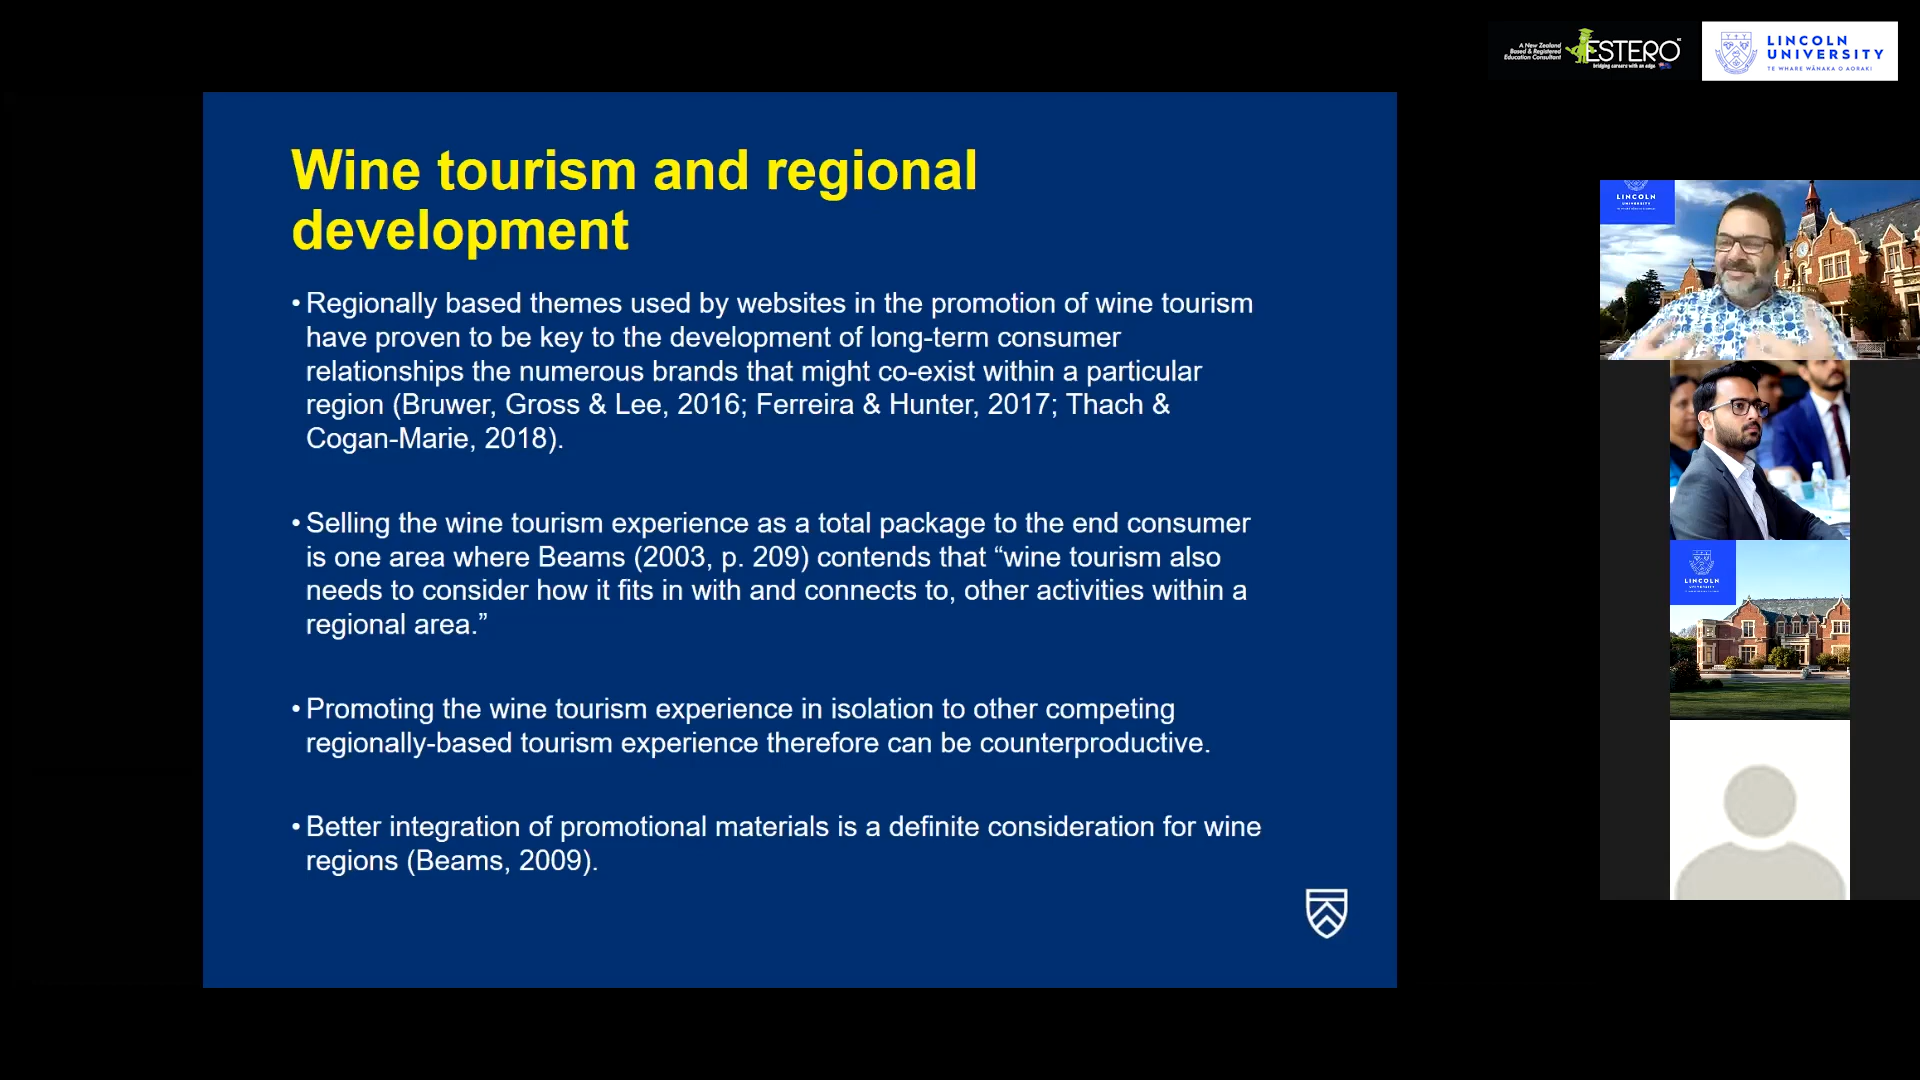 A New Zealand
Based & Registered
Education Consultant
ESTERO
bridging careers with an edge
LINCOLN
UNIVERSITY
TE WHARE WĀNAKA O AORAKI
Wine tourism and regional
development
• Regionally based themes used by websites in the promotion of wine tourism
have proven to be key to the development of long-term consumer
relationships the numerous brands that might co-exist within a particular
region (Bruwer, Gross & Lee, 2016; Ferreira & Hunter, 2017; Thach &
Cogan-Marie, 2018).
• Selling the wine tourism experience as a total package to the end consumer
is one area where Beams (2003, p. 209) contends that “wine tourism also
needs to consider how it fits in with and connects to, other activities within a
regional area.”
• Promoting the wine tourism experience in isolation to other competing
regionally-based tourism experience therefore can be counterproductive.
• Better integration of promotional materials is a definite consideration for wine
regions (Beams, 2009).
LINCOLN
UNIVERSITY
LINCOLN
UNIVERSITY